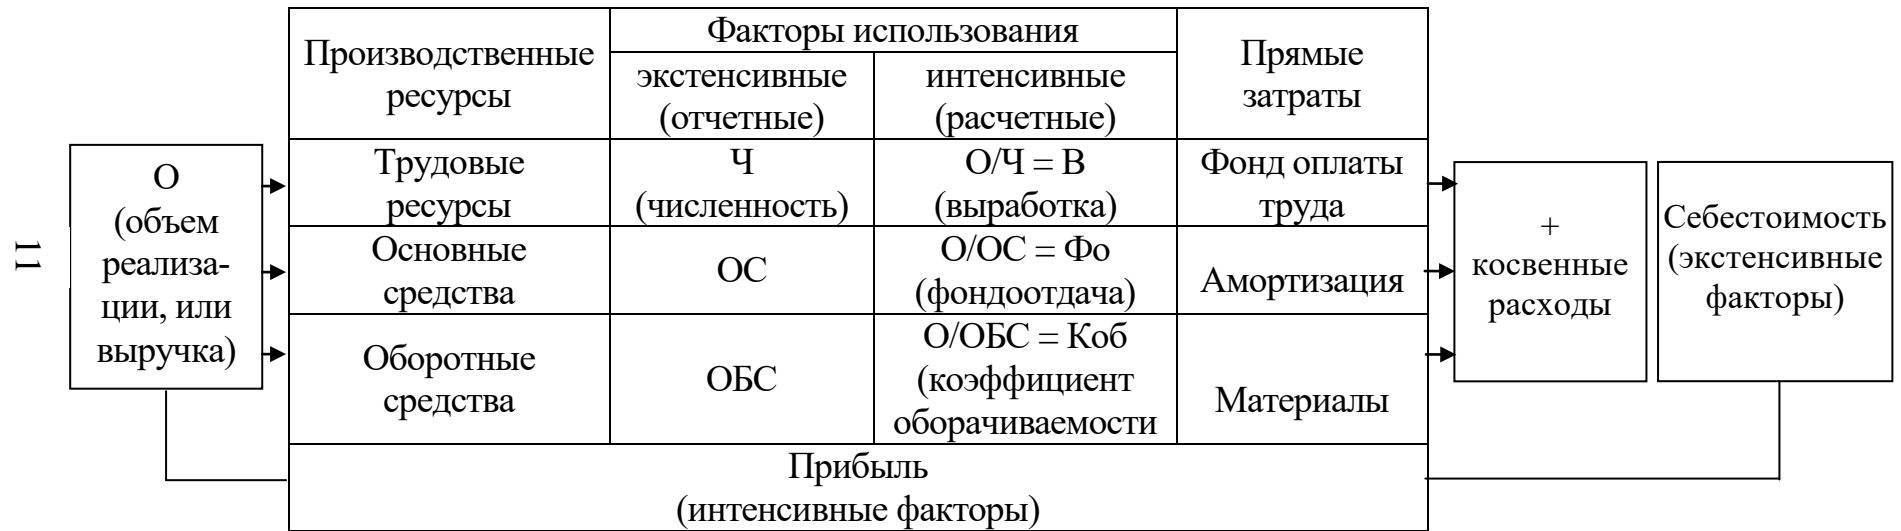 11
О
(объем
реализа-
ции, или
выручка)
Производственные
ресурсы
Факторы использования
экстенсивные
(отчетные)
интенсивные
(расчетные)
Прямые
затраты
Трудовые
ресурсы
Ч
(численность)
О/Ч = В
(выработка)
Фонд оплаты
труда
Основные
средства
ОС
О/ОС = Фо
(фондоотдача)
Амортизация
Оборотные
средства
ОБС
О/ОБС = Коб
(коэффициент
оборачиваемости
Материалы
Прибыль
(интенсивные факторы)
+
косвенные
расходы
Себестоимость
(экстенсивные
факторы)